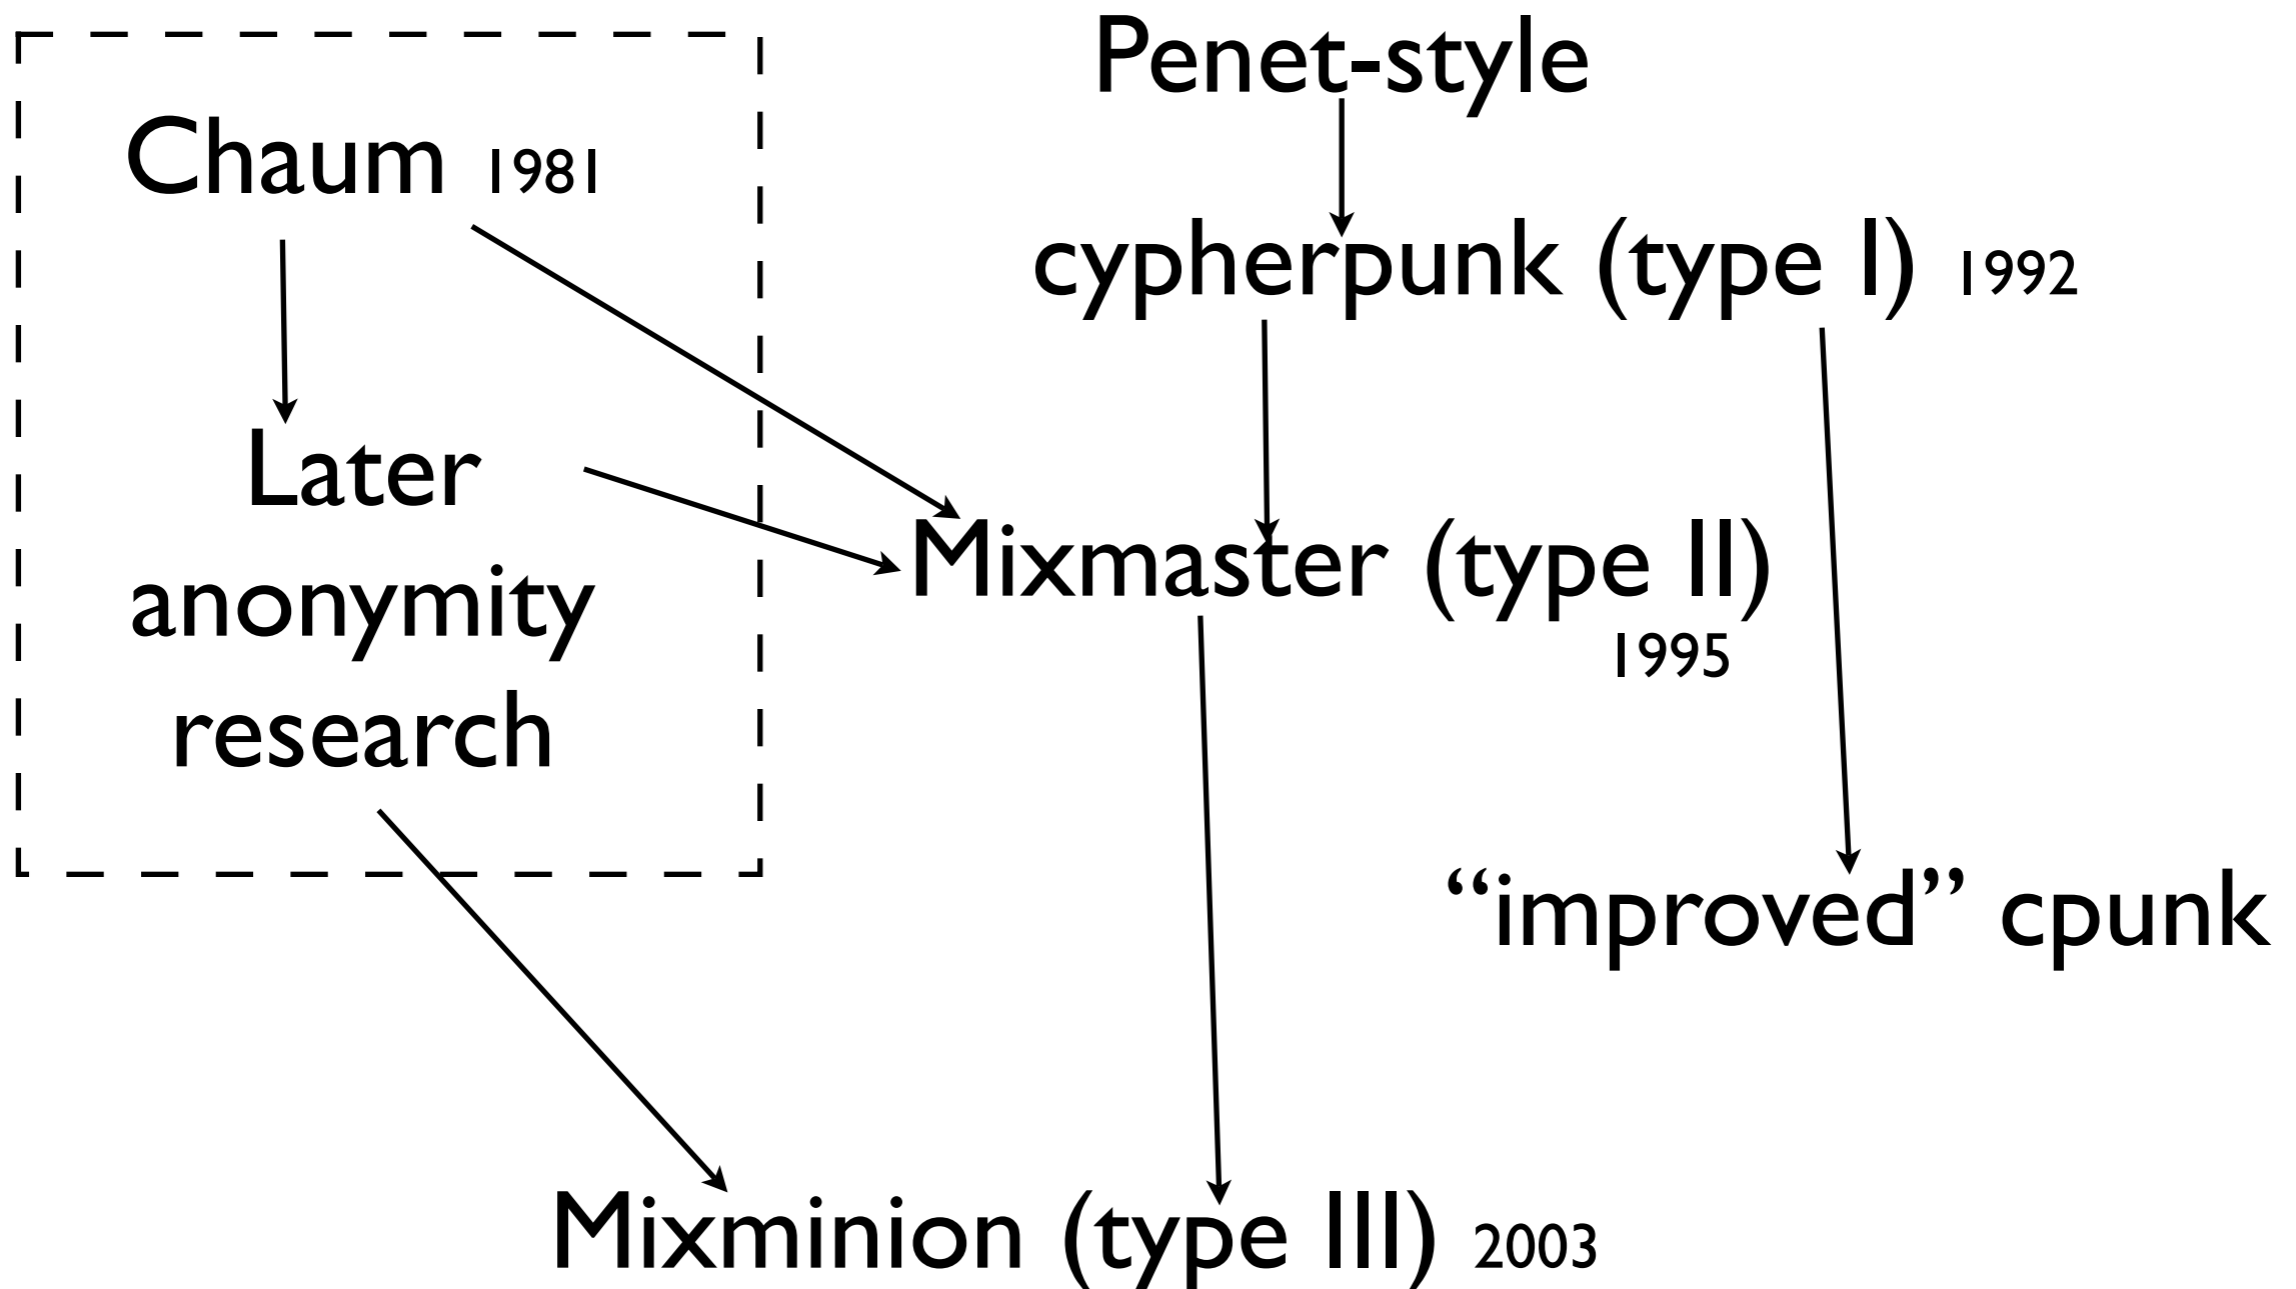 Penet-style
Chaum 1981
cypherpunk (type I) 1992
Later
anonymity
research
Mixmaster (type II)
1995
“improved” cpunk
Mixminion (type III) 2003